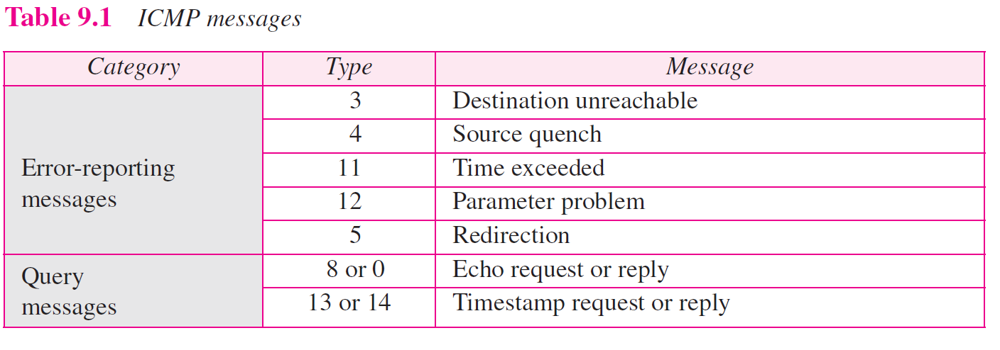 Table 9.1 ICMP messages
Category Type Message
Error-reporting
messages
3 Destination unreachable
4 Source quench
11 Time exceeded
12 Parameter problem
5 Redirection
Query
messages
8 or 0 Echo request or reply
13 or 14 Timestamp request or reply